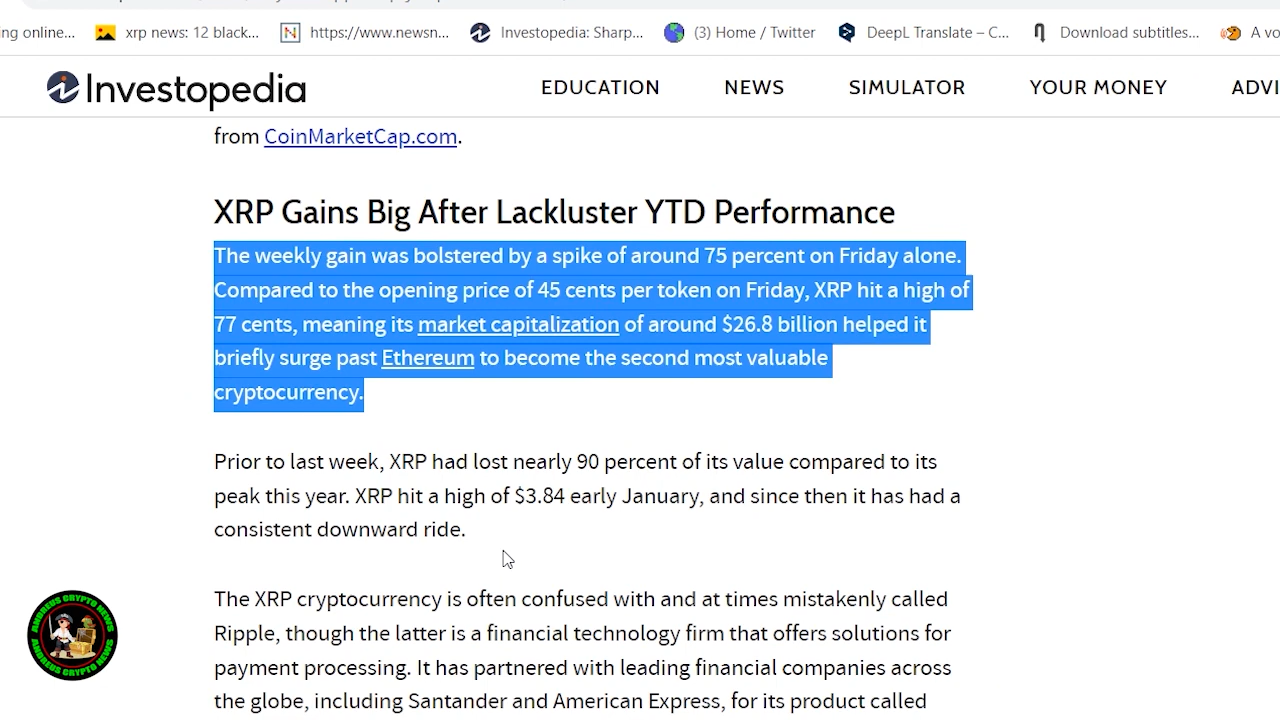 ng online...
xrp news: 12 black...
https://www.newsn...
Investopedia: Sharp...
(3) Home / Twitter
DeepL Translate – C...
Download subtitles...
A vo
Investopedia
EDUCATION
NEWS
SIMULATOR
YOUR MONEY
ADVI
from CoinMarketCap.com.
XRP Gains Big After Lackluster YTD Performance
The weekly gain was bolstered by a spike of around 75 percent on Friday alone.
Compared to the opening price of 45 cents per token on Friday, XRP hit a high of
77 cents, meaning its market capitalization of around $26.8 billion helped it
briefly surge past Ethereum to become the second most valuable
cryptocurrency.
Prior to last week, XRP had lost nearly 90 percent of its value compared to its
peak this year. XRP hit a high of $3.84 early January, and since then it has had a
consistent downward ride.
The XRP cryptocurrency is often confused with and at times mistakenly called
Ripple, though the latter is a financial technology firm that offers solutions for
payment processing. It has partnered with leading financial companies across
the globe, including Santander and American Express, for its product called
ANDREUS CRYPTO NEWS
ANDREUS CRYPTO NEWS